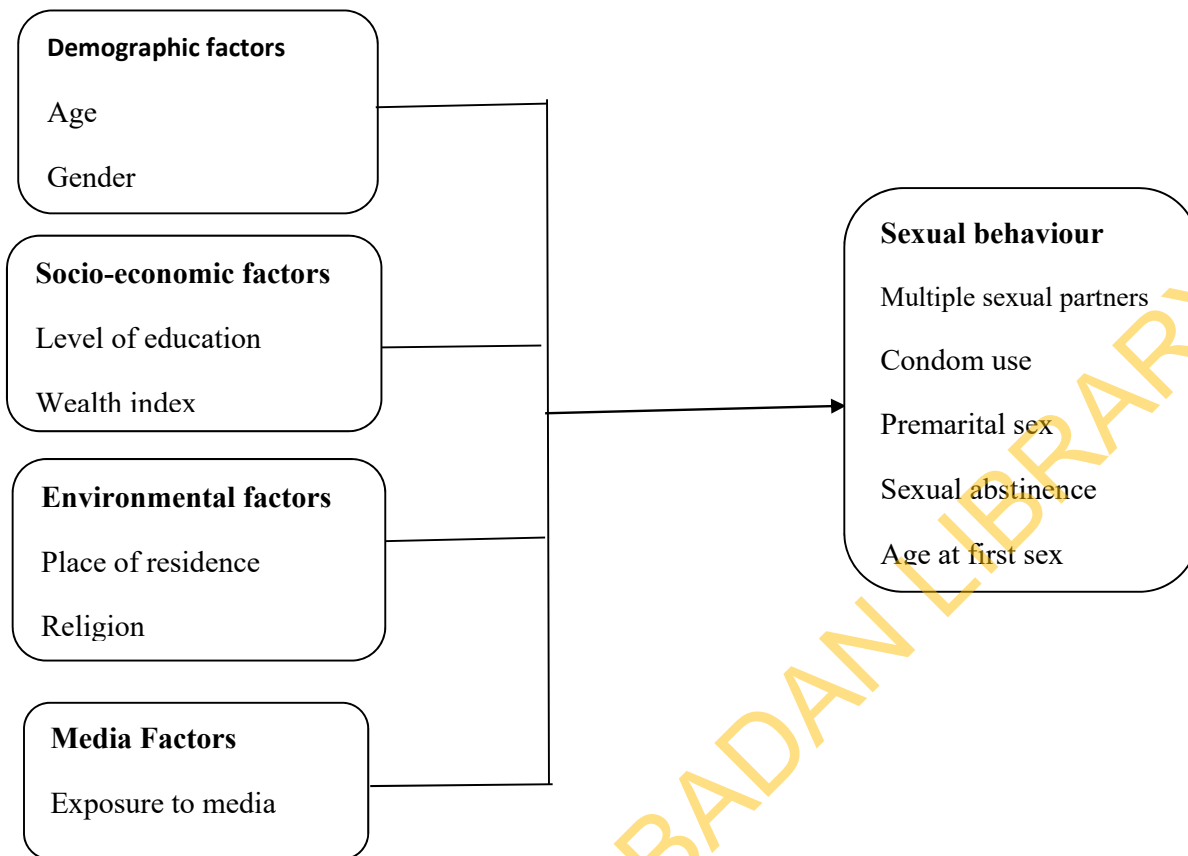 Demographic factors
Age
Gender
Socio-economic factors
Level of education
Wealth index
Environmental factors
Place of residence
Religion
Media Factors
Exposure to media
Sexual behaviour
Multiple sexual partners
Condom use
Premarital sex
Sexual abstinence
Age at first sex
BADAN LIBRARY